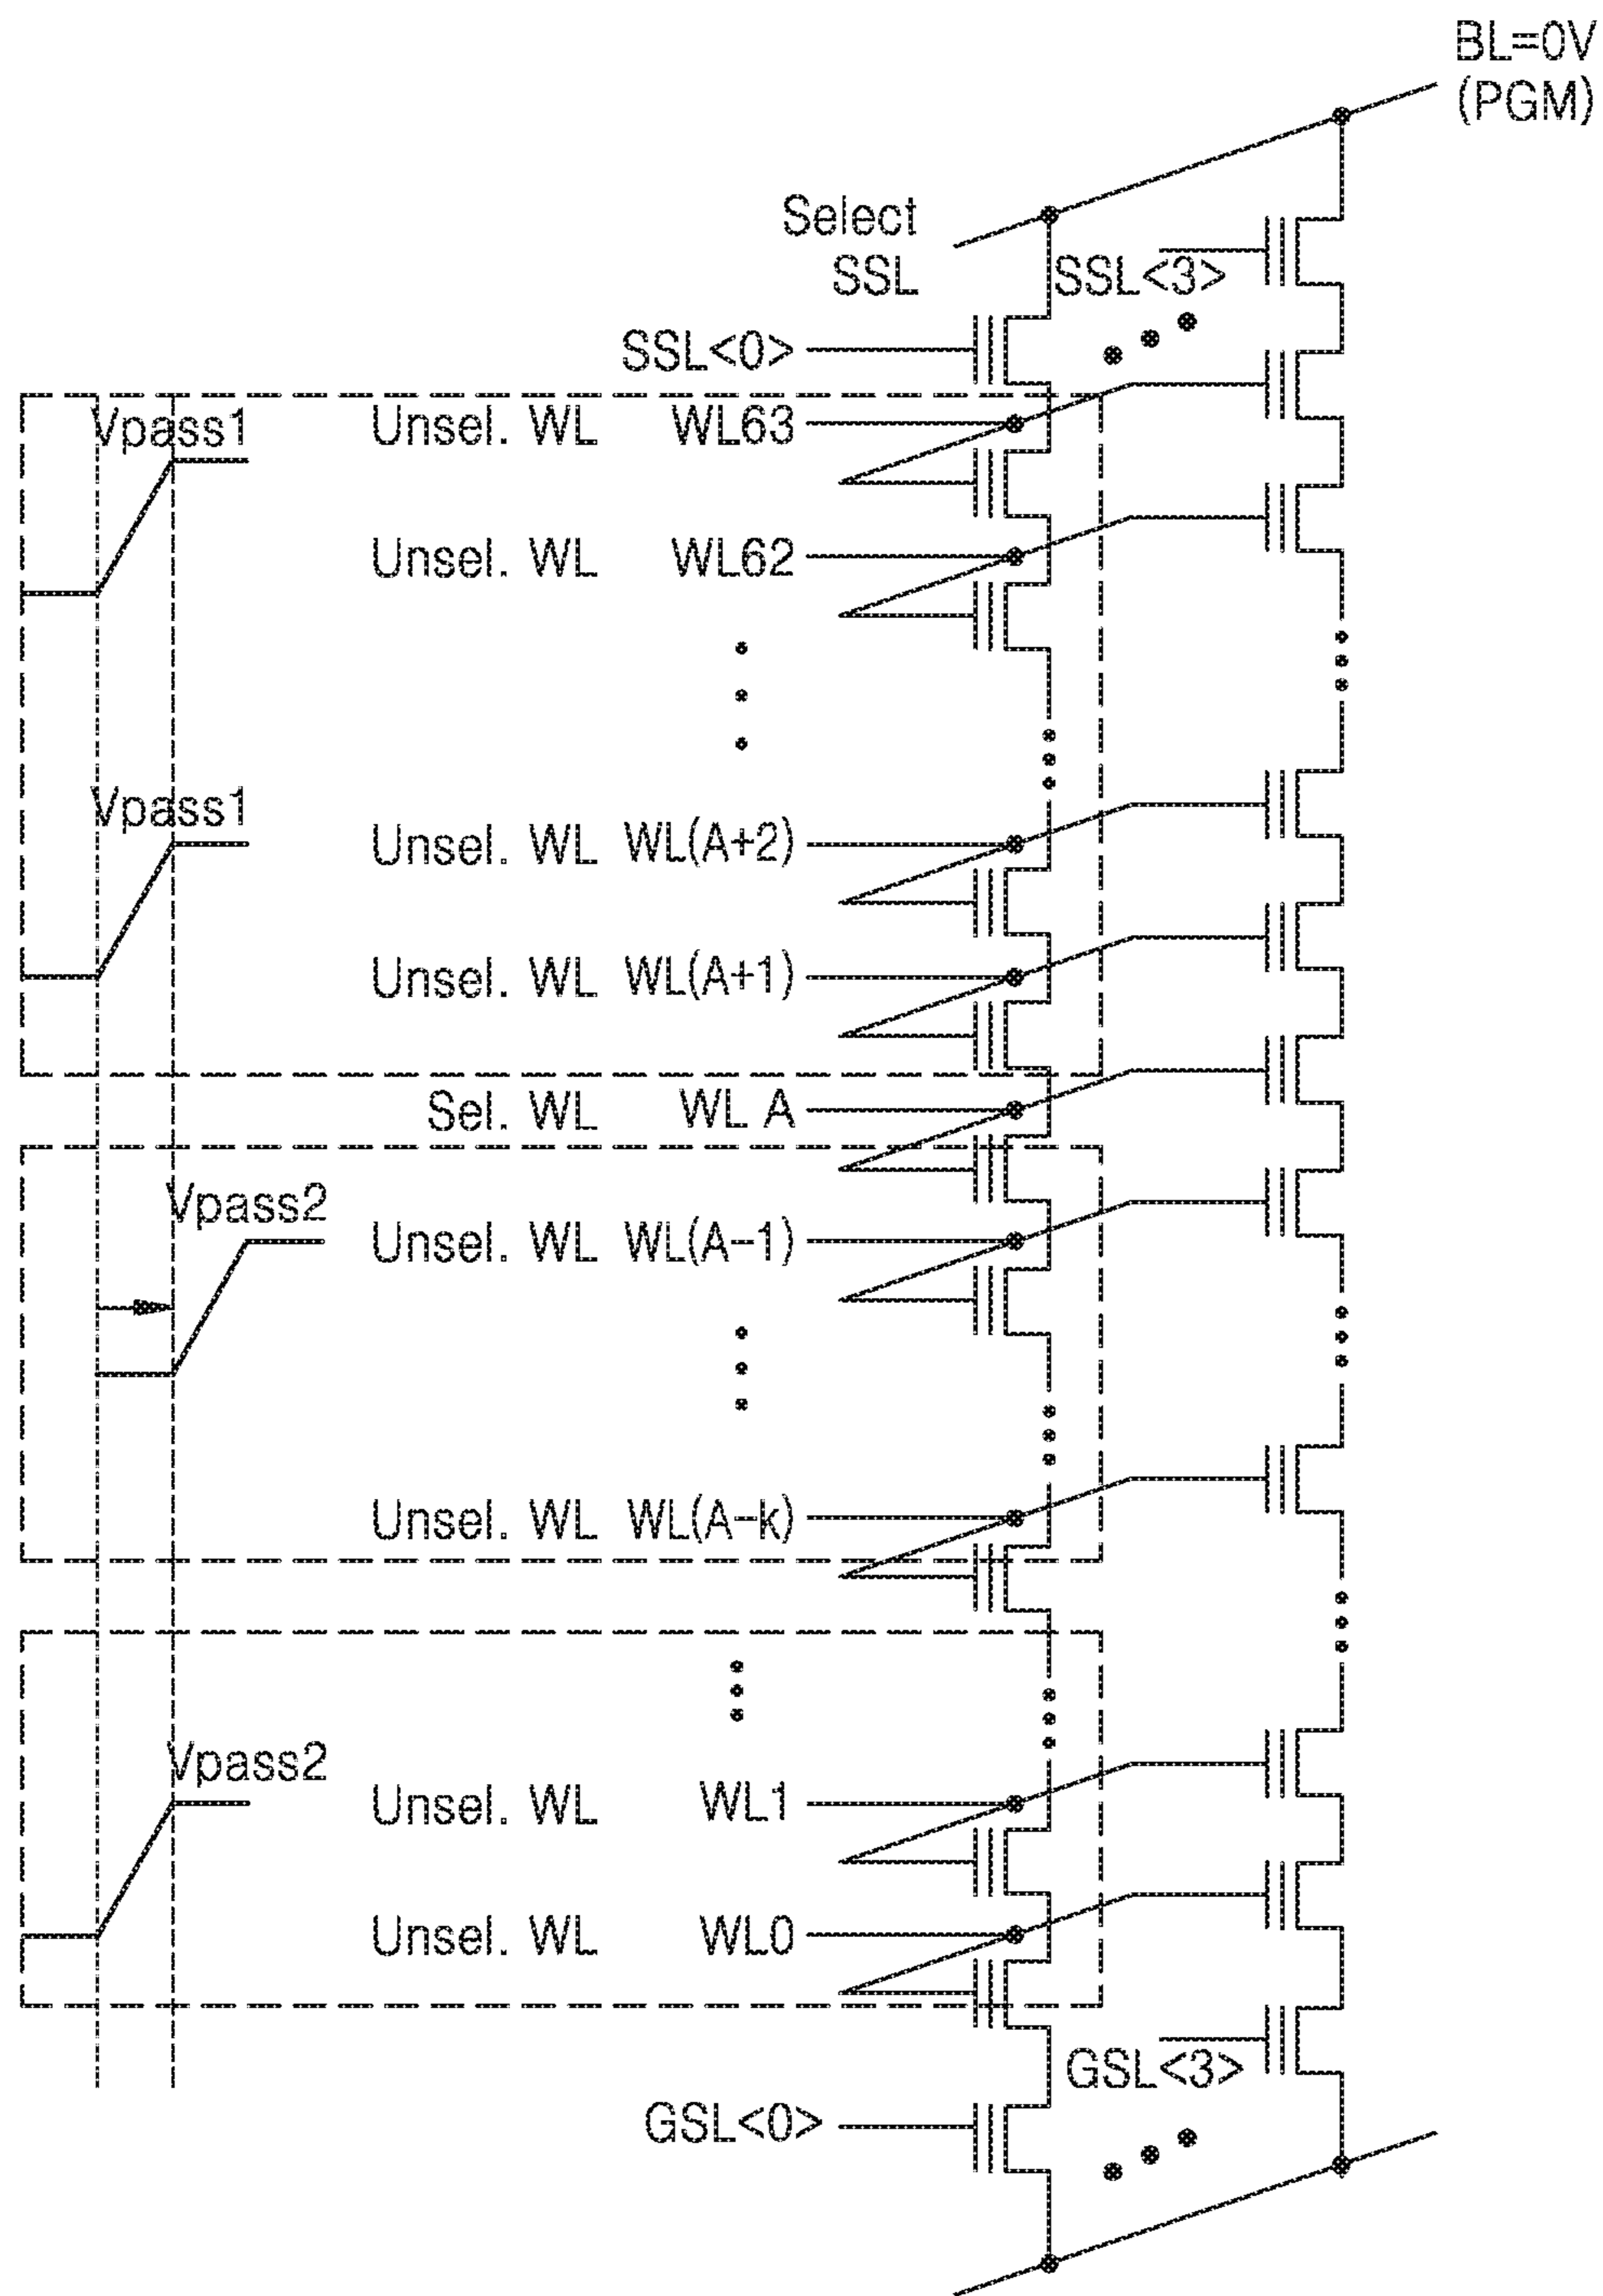 BL=0V
(PGM)
Select
SSL
SSL<3>
SSL<0>
Vpass1
Unsel. WL WL63
Unsel. WL WL62
Vpass1
Unsel. WL WL(A+2)
Unsel. WL WL(A+1)
Sel. WL WL A
Vpass2
Unsel. WL WL(A-1)
Unsel. WL WL(A-k)
Vpass2
Unsel. WL WL1
Unsel. WL WL0
GSL<3>
GSL<0>